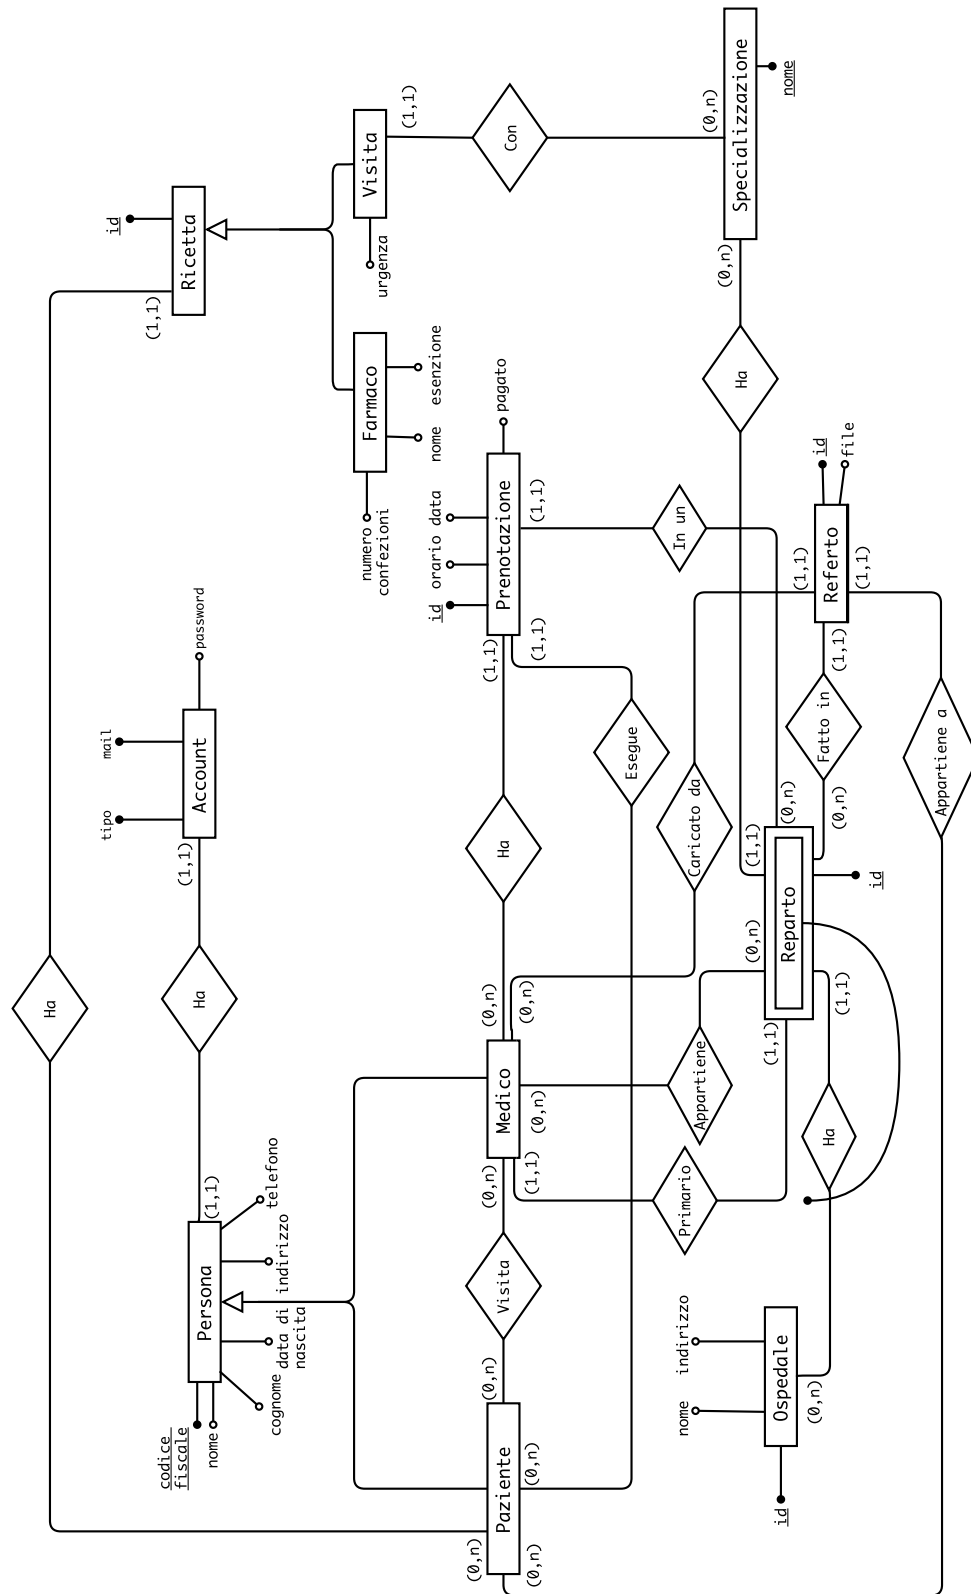 Ha
tipo
mail
id
(1,1)
codice
fiscale
(1,1)
Ricetta
Ha
Account
password
Persona
(1,1)
nome
cognome
data di
nascita
indirizzo
telefono
numero
confezioni
Farmaco
Visita
urgenza
(1,1)
id
orario
data
nome
esenzione
(0,n)
(0,n)
(0,n)
(0,n)
(1,1)
Paziente
Visita
Medico
Ha
Prenotazione
pagato
Con
(0,n)
(0,n)
(1,1)
(0,n)
(0,n)
(1,1)
(1,1)
Esegue
In un
nome
indirizzo
Primario
Caricato da
Appartiene
(0,n)
(0,n)
Ha
Specializzazione
(0,n)
(1,1)
(1,1)
id
Ospedale
Reparto
(0,n)
nome
(1,1)
(0,n)
Ha
Fatto in
id
Referto
(1,1)
(0,n)
(1,1)
file
(1,1)
id
Appartiene a